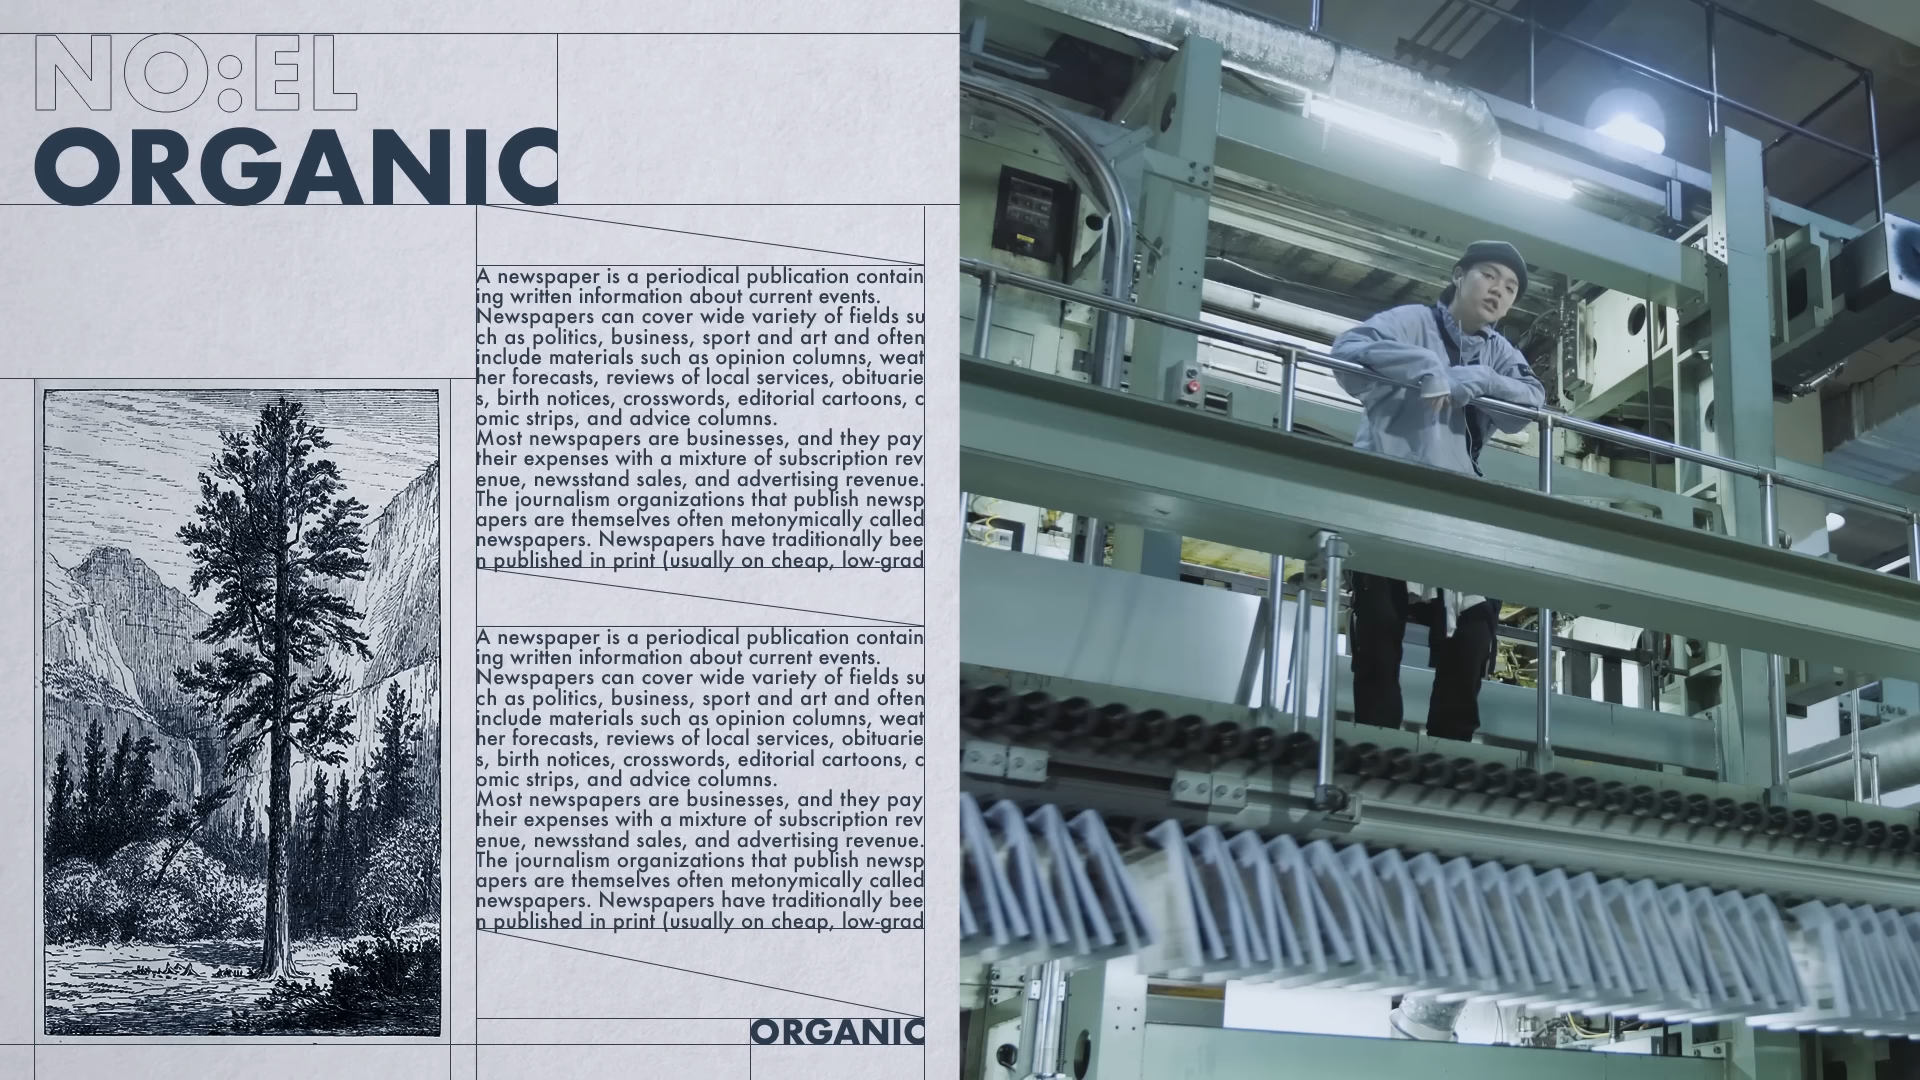 NO:EL
ORGANIC
A newspaper is a periodical publication contain
ing written information about current events.
Newspapers can cover wide variety of fields su
ch as politics, business, sport and art and often
include materials such as opinion columns, weat
her forecasts, reviews of local services, obituarie
s, birth notices, crosswords, editorial cartoons, c
omic strips, and advice columns.
Most newspapers are businesses, and they pay
their expenses with a mixture of subscription rev
enue, newsstand sales, and advertising revenue.
The journalism organizations that publish newsp
apers are themselves often metonymically called
newspapers. Newspapers have traditionally bee
n published in print (usually on cheap, low-grad
A newspaper is a periodical publication contain
ing written information about current events.
Newspapers can cover wide variety of fields su
ch as politics, business, sport and art and often
include materials such as opinion columns, weat
her forecasts, reviews of local services, obituarie
s, birth notices, crosswords, editorial cartoons, c
omic strips, and advice columns.
Most newspapers are businesses, and they pay
their expenses with a mixture of subscription rev
enue, newsstand sales, and advertising revenue.
The journalism organizations that publish newsp
apers are themselves often metonymically called
newspapers. Newspapers have traditionally bee
n published in print (usually on cheap, low-grad
ORGANIC